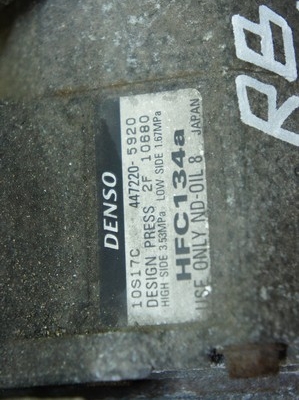 DENSO
10S17C 447220-5920
DESIGN PRESS 2F 10680
HIGH SIDE 3.53MPa LOW SIDE 1.67MPa
HFC134a
USE ONLY ND-OIL 8 JAPAN
RB